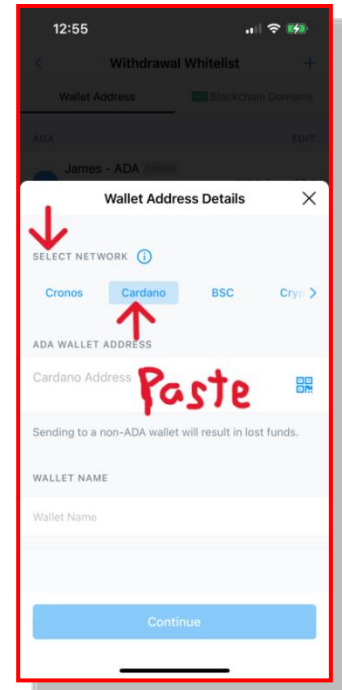 12:55
Withdrawal Whitelist +
Wallet Address Blockchain Domains
ADA EDIT
James - ADA
Wallet Address Details
SELECT NETWORK
Cronos Cardano BSC Cryp
ADA WALLET ADDRESS
Cardano Address Paste
Sending to a non-ADA wallet will result in lost funds.
WALLET NAME
Wallet Name
Continue